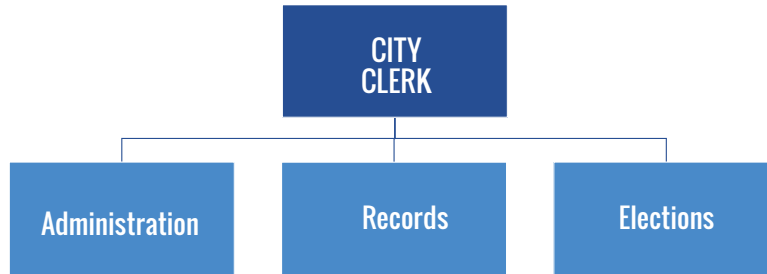 CITY
CLERK
Administration
Records
Elections